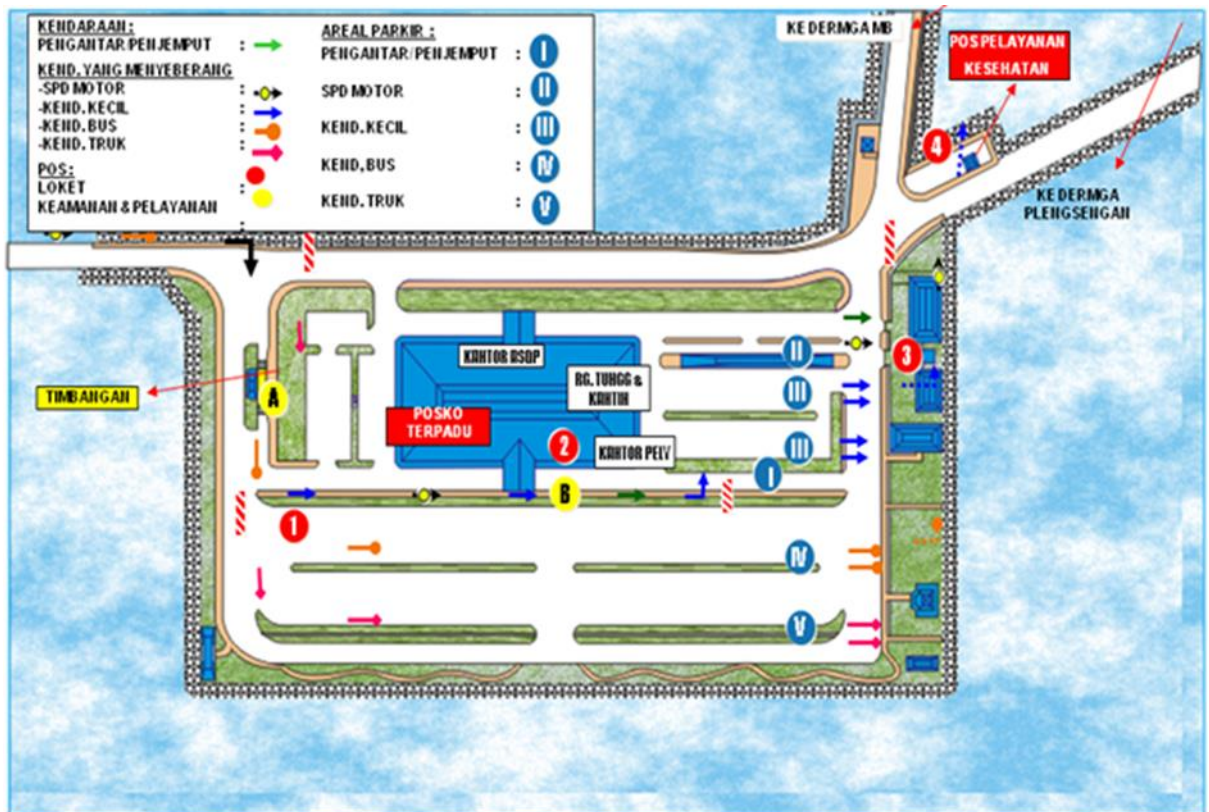 KENDARAAN :
PENGANTAR/PENJEMPUT :
KEND. YANG MENYEBERANG
-SPD MOTOR :
-KEND. KECIL :
-KEND. BUS :
-KEND. TRUK :
POS:
LOKET :
KEAMANAN & PELAYANAN :
:
AREAL PARKIR :
PENGANTAR/PENJEMPUT : I
SPD MOTOR : II
KEND. KECIL : III
KEND, BUS : IV
KEND. TRUK : V
KE DERMGA MB
POS PELAYANAN
KESEHATAN
4
KE DERMGA
PLENGSENGAN
KANTOR ASDP
II
3
RG. TUNGG &
KANTIN
III
TIMBANGAN
A
POSKO
TERPADU
2
KANTOR PELY
III
I
B
1
IV
V